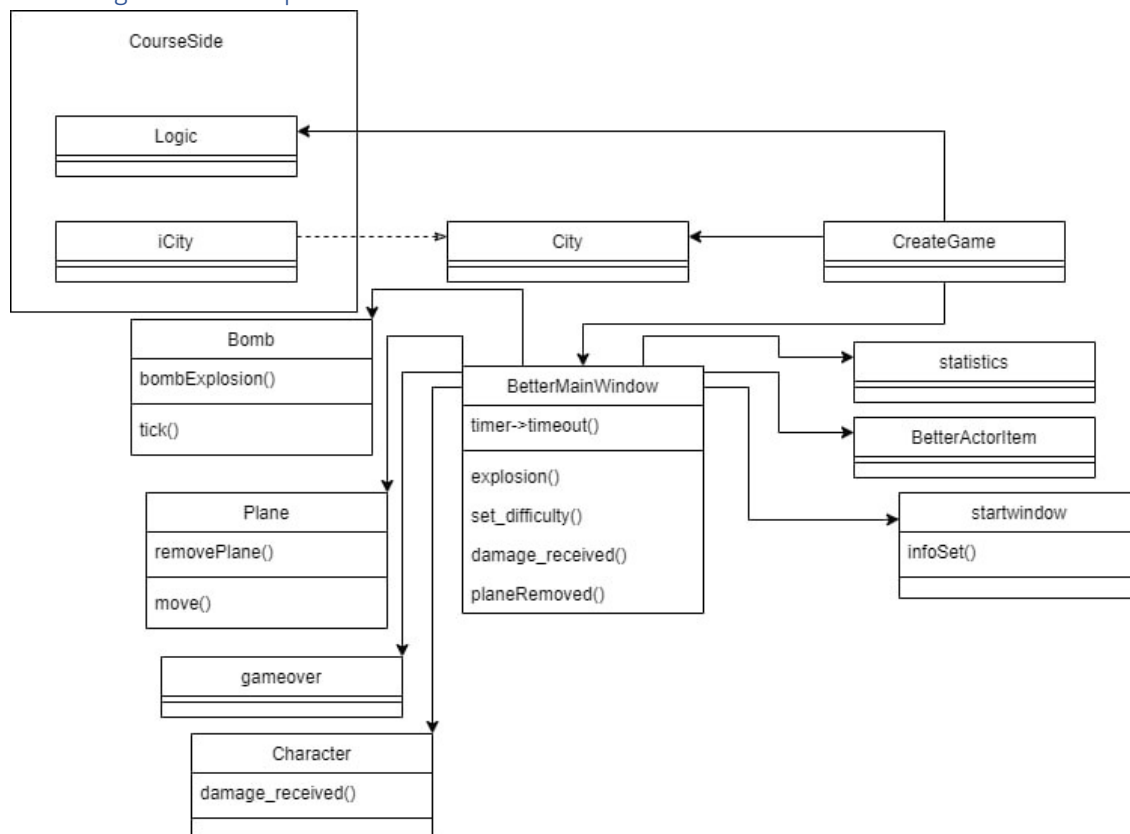 CourseSide
Logic
iCity
City
CreateGame
Bomb
bombExplosion()
tick()
BetterMainWindow
timer->timeout()
explosion()
set_difficulty()
damage_received()
planeRemoved()
statistics
BetterActorItem
startwindow
infoSet()
Plane
removePlane()
move()
gameover
Character
damage_received()